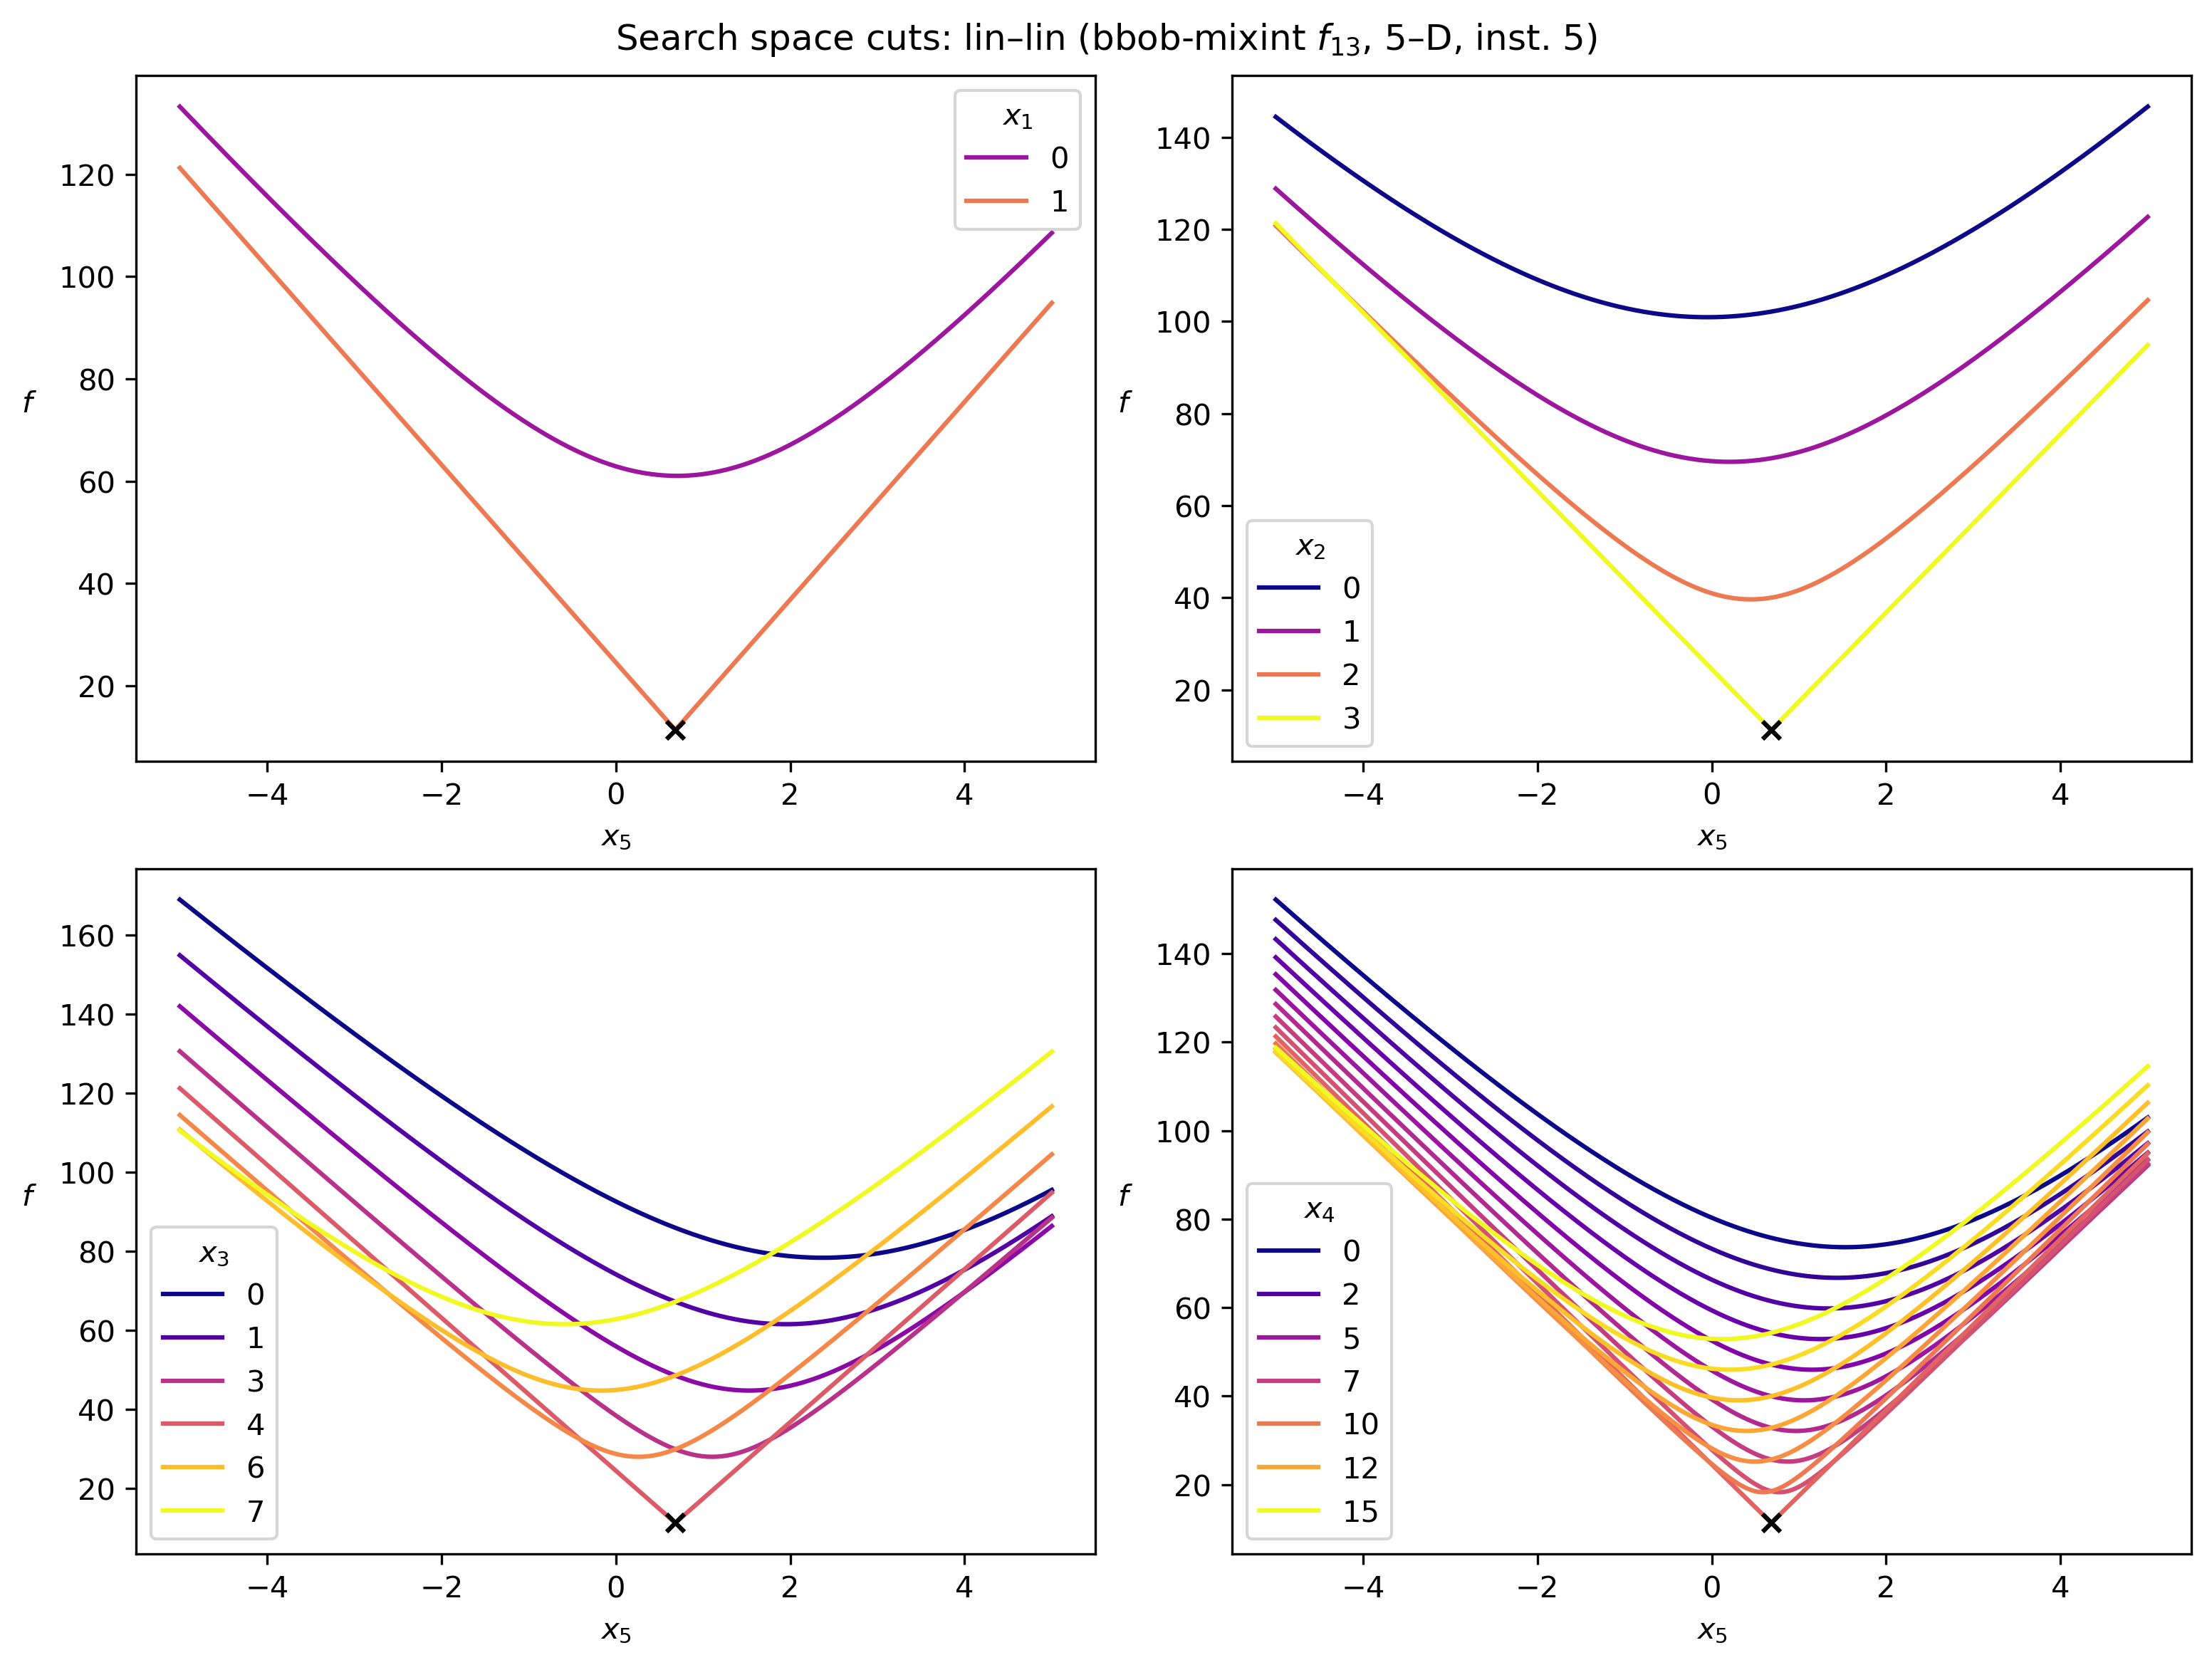 Search space cuts: lin–lin (bbob-mixint f₁₃, 5–D, inst. 5)
120
100
80
60
40
20
f
−4 −2 0 2 4
x₅
x₁
0
1
140
120
100
80
60
40
20
f
−4 −2 0 2 4
x₅
x₂
0
1
2
3
160
140
120
100
80
60
40
20
f
−4 −2 0 2 4
x₅
x₃
0
1
3
4
6
7
140
120
100
80
60
40
20
f
−4 −2 0 2 4
x₅
x₄
0
2
5
7
10
12
15